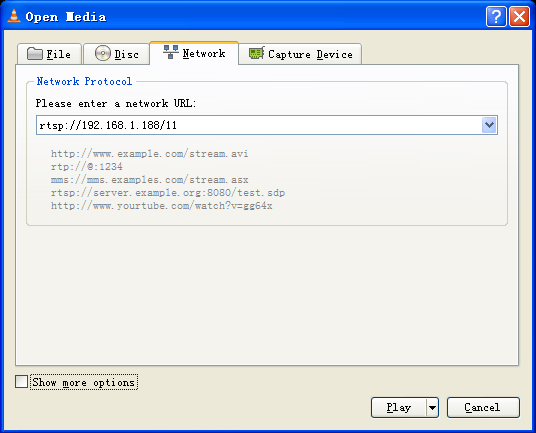 Open Media
File
Disc
Network
Capture Device
Network Protocol
Please enter a network URL:
rtsp://192.168.1.188/11
http://www.example.com/stream.avi
rtp://@:1234
mms://mms.examples.com/stream.asx
rtsp://server.example.org:8080/test.sdp
http://www.yourtube.com/watch?v=gg64x
Show more options
Play
Cancel